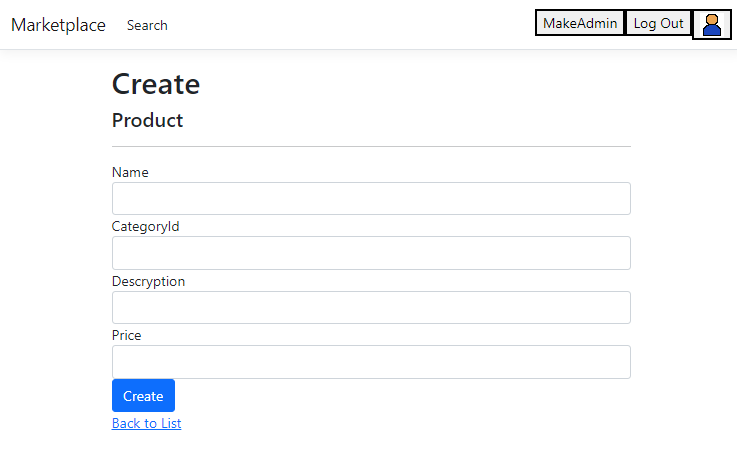 Marketplace Search MakeAdmin Log Out
Create
Product
Name
CategoryId
Descryption
Price
Create
Back to List